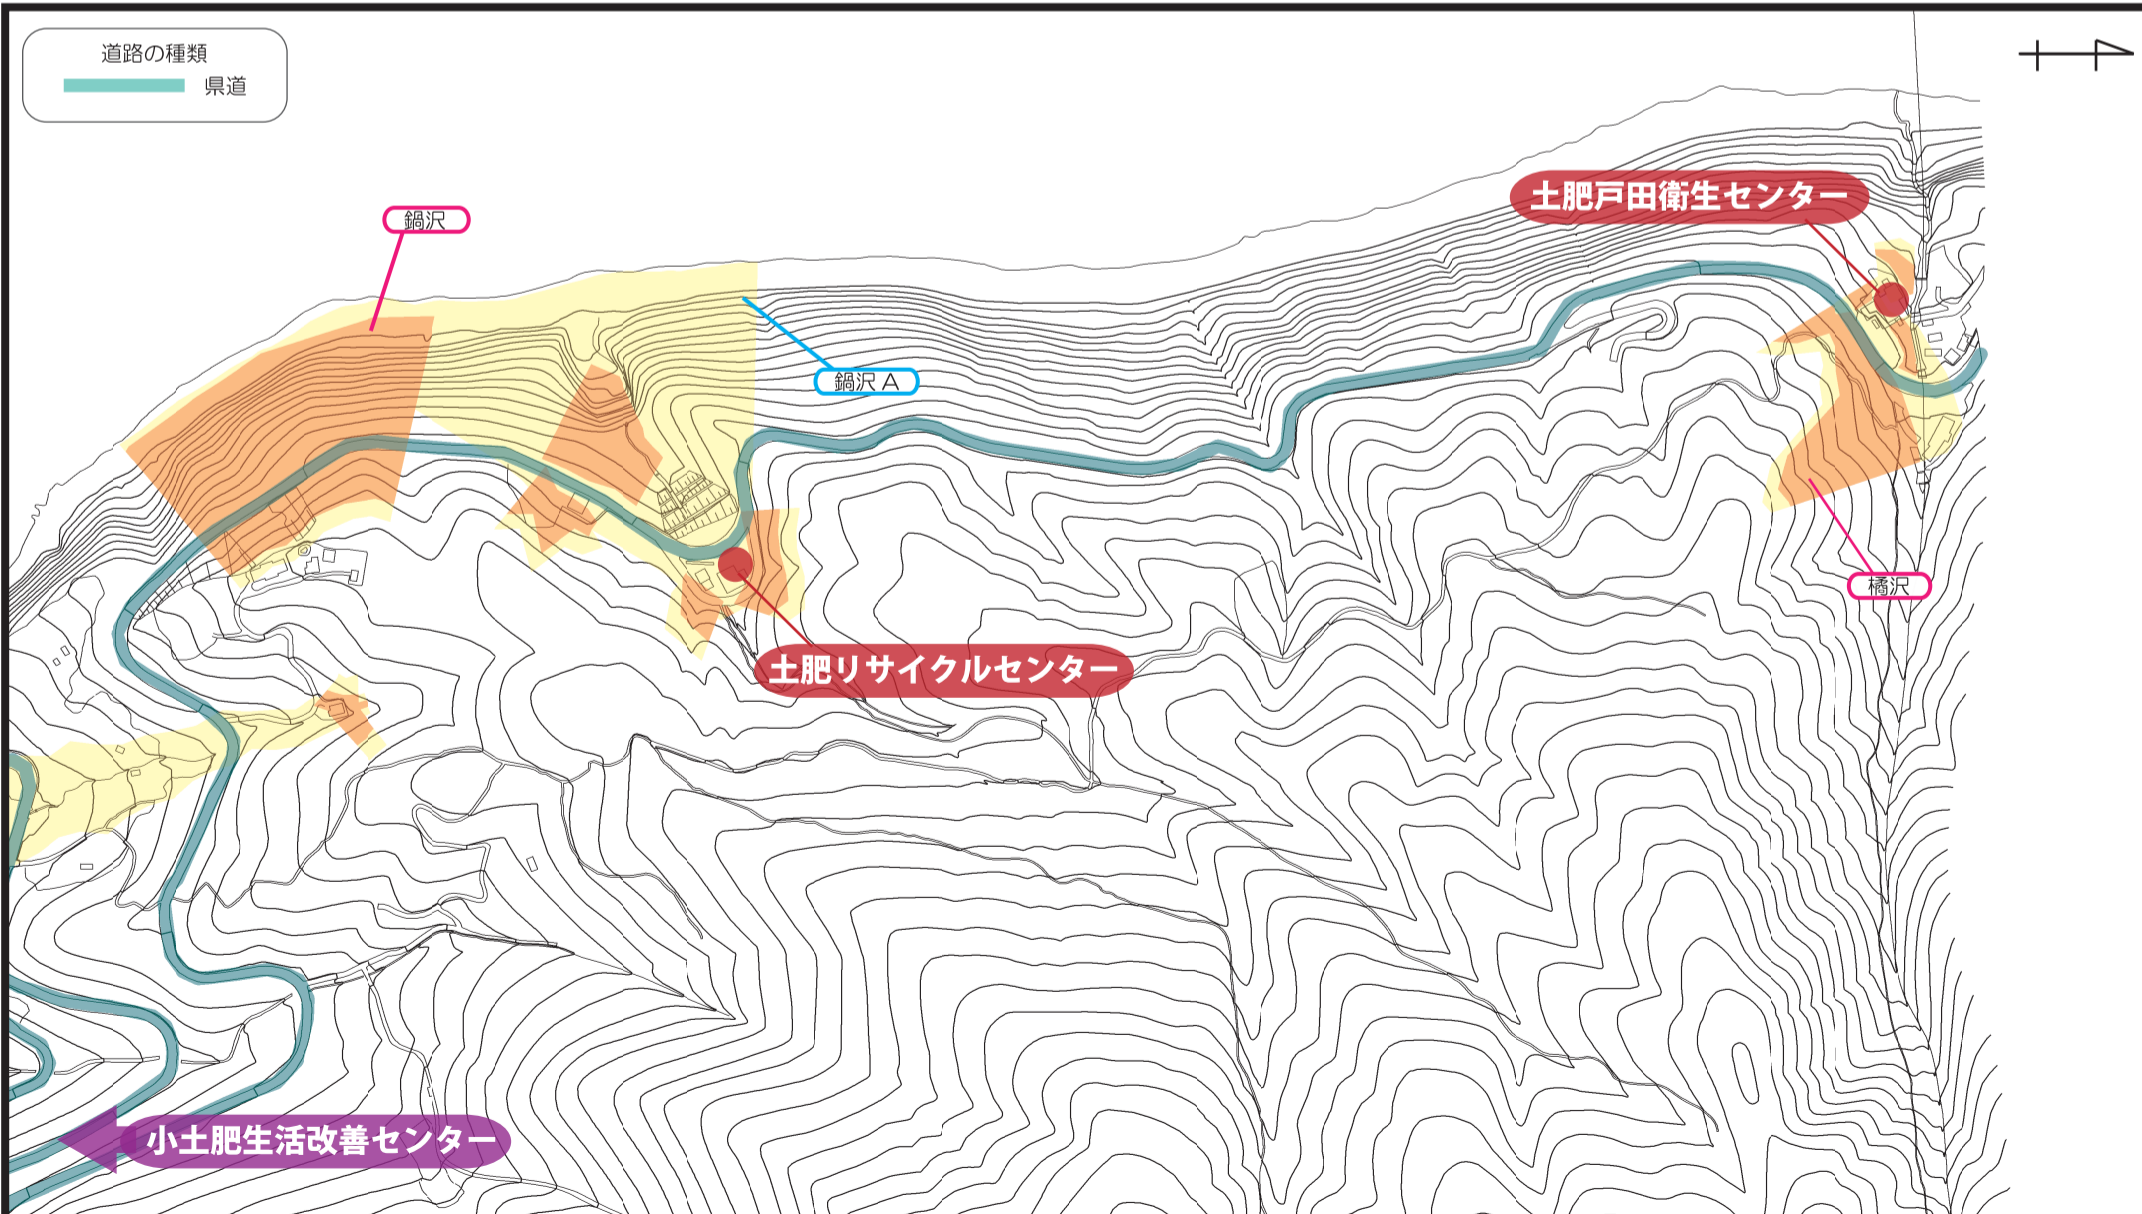 道路の種類
県道
土肥戸田衛生センター
鍋沢
鍋沢 A
橘沢
土肥リサイクルセンター
小土肥生活改善センター